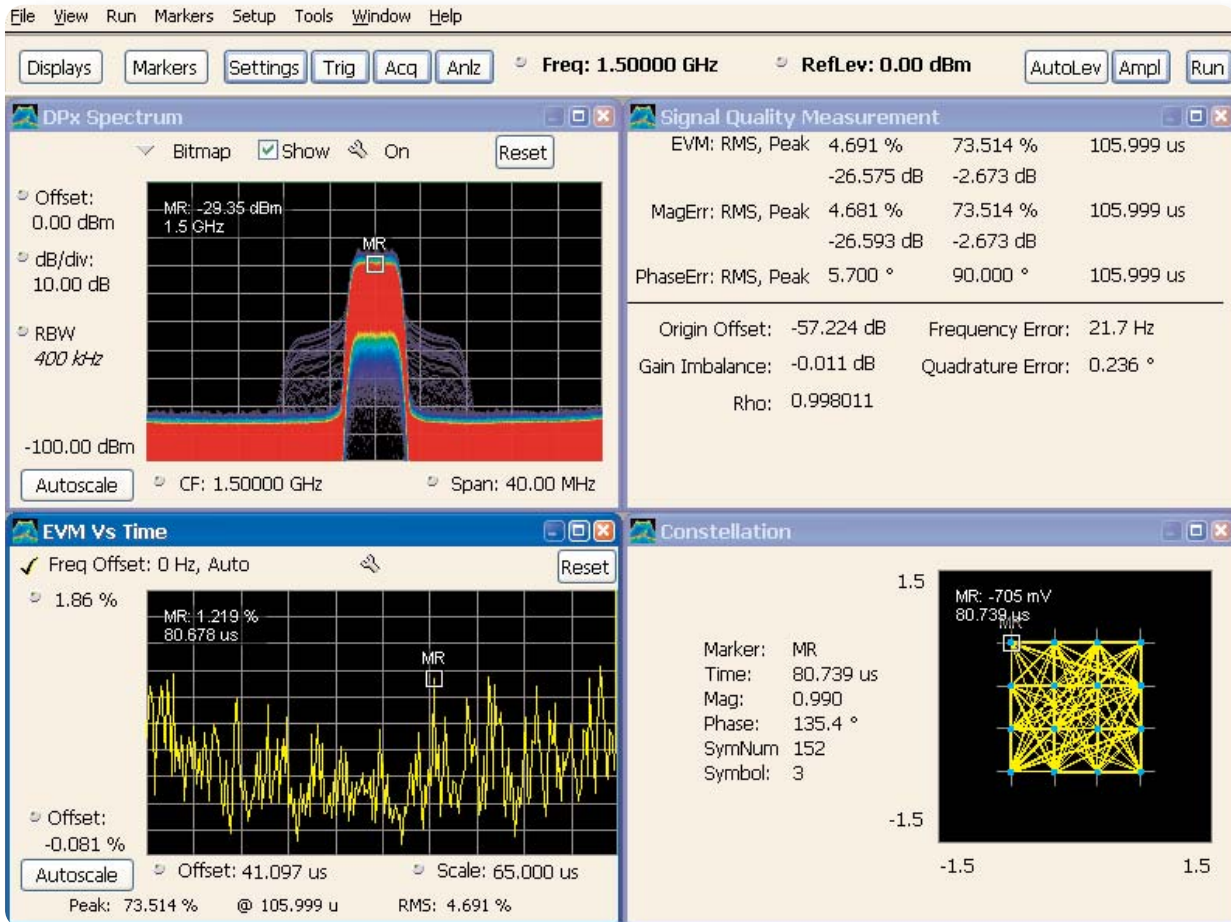 File View Run Markers Setup Tools Window Help
Displays Markers Settings Trig Acq Anlz Freq: 1.50000 GHz RefLev: 0.00 dBm AutoLev Ampl Run
DPx Spectrum
Bitmap Show On Reset
Offset:
0.00 dBm
dB/div:
10.00 dB
RBW
400 kHz
-100.00 dBm
MR: -29.35 dBm
1.5 GHz
MR
Autoscale CF: 1.50000 GHz Span: 40.00 MHz
Signal Quality Measurement
EVM: RMS, Peak 4.691 % 73.514 % 105.999 us
-26.575 dB -2.673 dB
MagErr: RMS, Peak 4.681 % 73.514 % 105.999 us
-26.593 dB -2.673 dB
PhaseErr: RMS, Peak 5.700 ° 90.000 ° 105.999 us
Origin Offset: -57.224 dB Frequency Error: 21.7 Hz
Gain Imbalance: -0.011 dB Quadrature Error: 0.236 °
Rho: 0.998011
EVM Vs Time
Freq Offset: 0 Hz, Auto Reset
1.86 %
MR: 1.219 %
80.678 us
MR
Offset:
-0.081 %
Autoscale Offset: 41.097 us Scale: 65.000 us
Peak: 73.514 % @ 105.999 u RMS: 4.691 %
Constellation
1.5
MR: -705 mV
80.739 us
MR
Marker: MR
Time: 80.739 us
Mag: 0.990
Phase: 135.4 °
SymNum 152
Symbol: 3
-1.5
-1.5 1.5